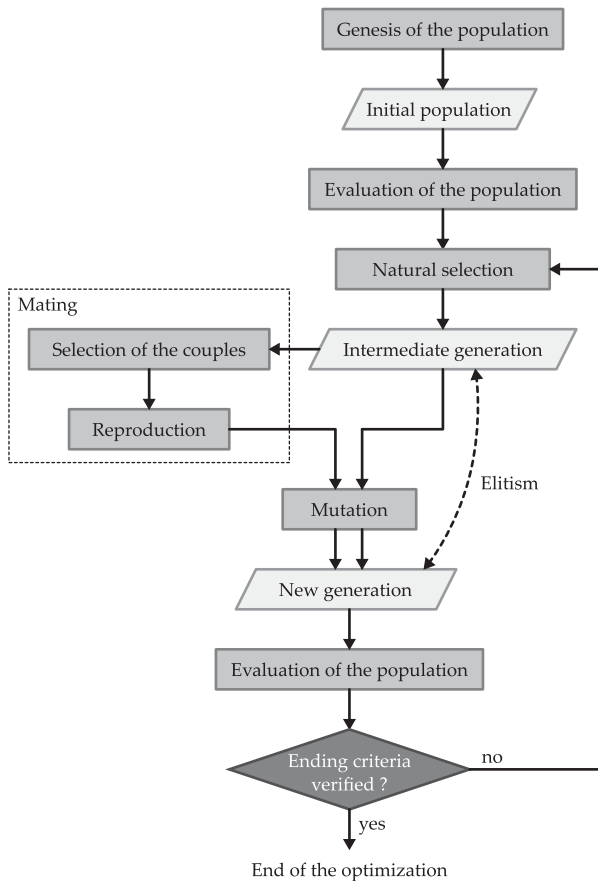 Genesis of the population
Initial population
Evaluation of the population
Natural selection
Mating
Selection of the couples
Intermediate generation
Reproduction
Elitism
Mutation
New generation
Evaluation of the population
Ending criteria
verified ?
no
yes
End of the optimization